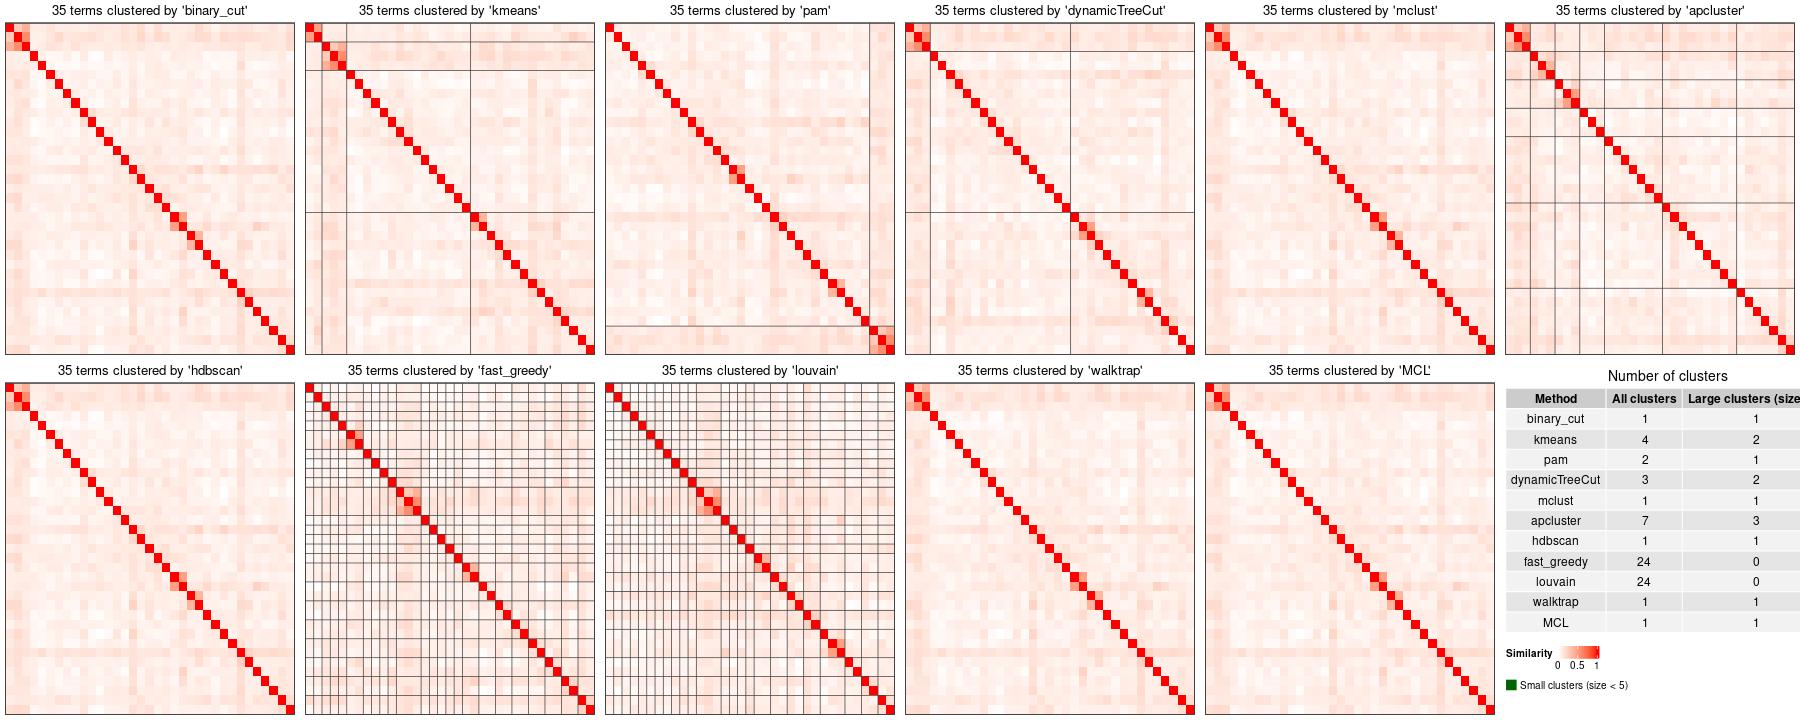 35 terms clustered by 'binary_cut'
35 terms clustered by 'kmeans'
35 terms clustered by 'pam'
35 terms clustered by 'dynamicTreeCut'
35 terms clustered by 'mclust'
35 terms clustered by 'apcluster'
35 terms clustered by 'hdbscan'
35 terms clustered by 'fast_greedy'
35 terms clustered by 'louvain'
35 terms clustered by 'walktrap'
35 terms clustered by 'MCL'
Number of clusters
Method All clusters Large clusters (size
binary_cut 1 1
kmeans 4 2
pam 2 1
dynamicTreeCut 3 2
mclust 1 1
apcluster 7 3
hdbscan 1 1
fast_greedy 24 0
louvain 24 0
walktrap 1 1
MCL 1 1
Similarity
0 0.5 1
Small clusters (size < 5)